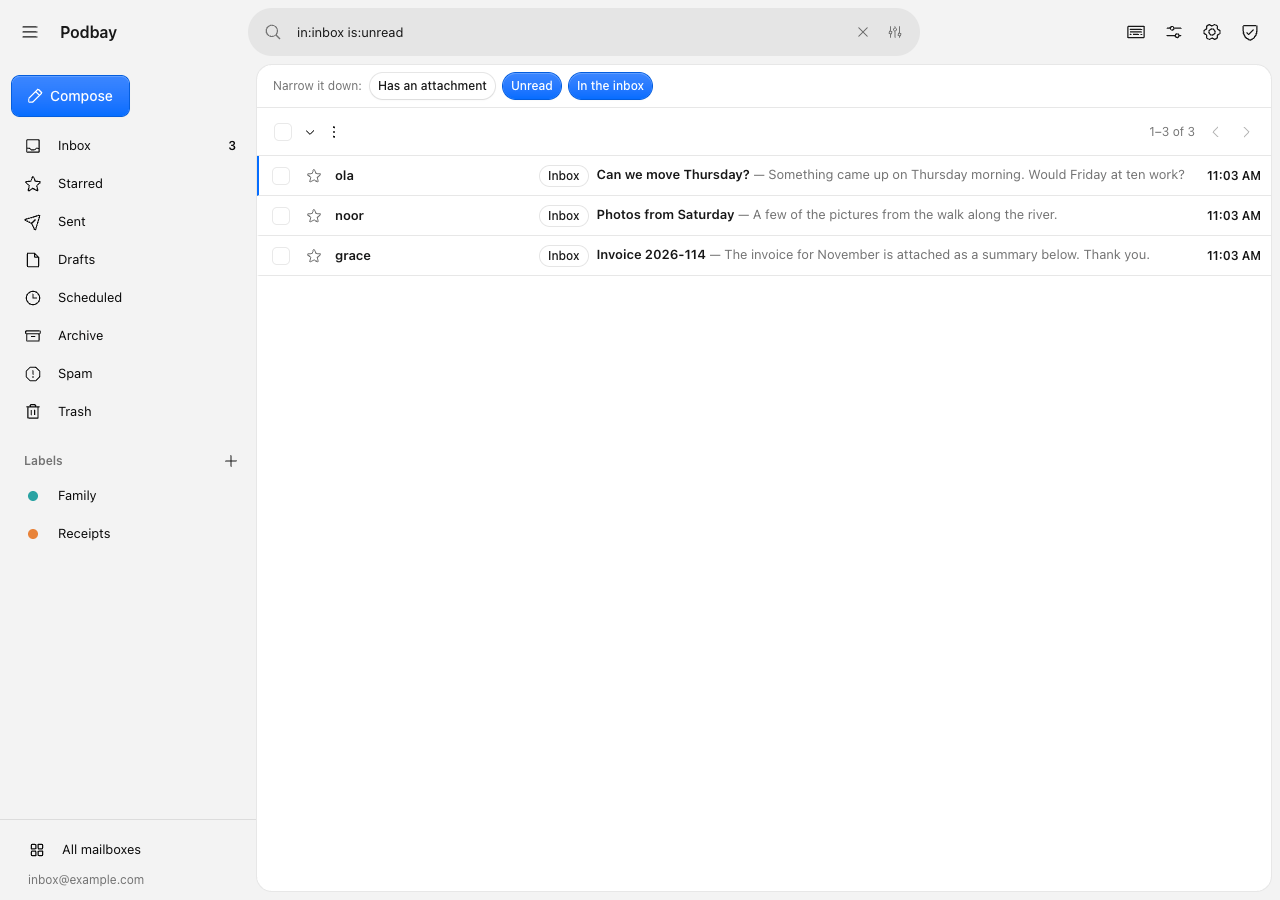 Podbay
in:inbox is:unread
Compose
Inbox 3
Starred
Sent
Drafts
Scheduled
Archive
Spam
Trash
Labels
Family
Receipts
All mailboxes
inbox@example.com
Narrow it down: Has an attachment Unread In the inbox
1–3 of 3
ola Inbox Can we move Thursday? — Something came up on Thursday morning. Would Friday at ten work? 11:03 AM
noor Inbox Photos from Saturday — A few of the pictures from the walk along the river. 11:03 AM
grace Inbox Invoice 2026-114 — The invoice for November is attached as a summary below. Thank you. 11:03 AM